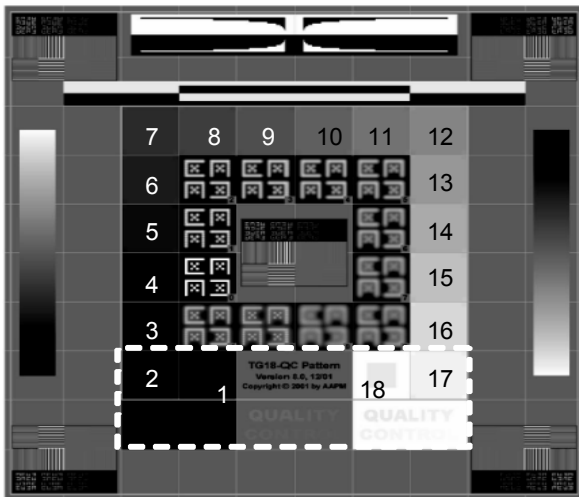 7 8 9 10 11 12
6 13
5 14
4 15
3 16
2 1 18 17
TG18-QC Pattern
Version 8.0, 12/01
Copyright © 2001 by AAPM
QUALITY QUALITY
CONTROL CONTROL